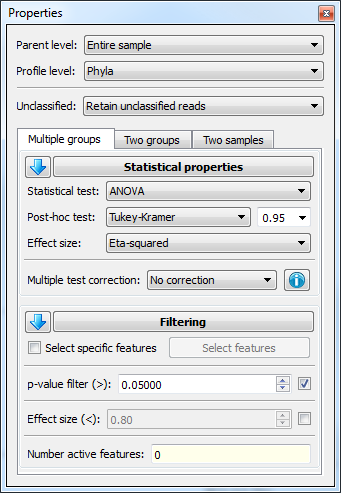 Properties
Parent level: Entire sample
Profile level: Phyla
Unclassified: Retain unclassified reads
Multiple groups Two groups Two samples
Statistical properties
Statistical test: ANOVA
Post-hoc test: Tukey-Kramer 0.95
Effect size: Eta-squared
Multiple test correction: No correction
Filtering
Select specific features Select features
p-value filter (>): 0.05000
Effect size (<): 0.80
Number active features: 0